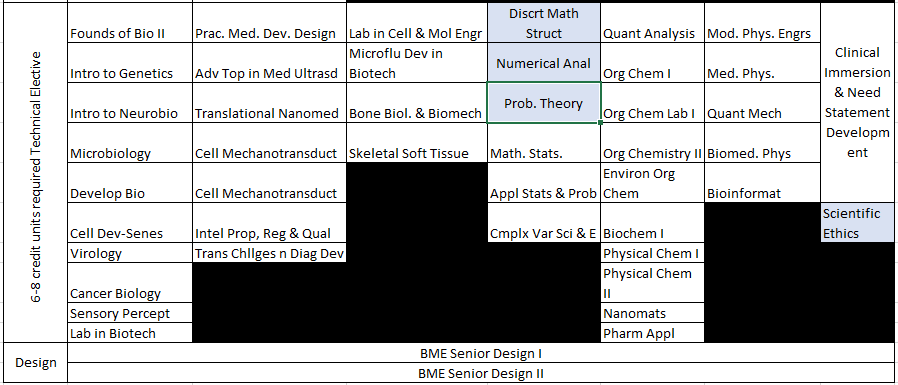 6-8 credit units required Technical Elective
Founds of Bio II
Prac. Med. Dev. Design
Lab in Cell & Mol Engr
Discrt Math
Struct
Quant Analysis
Mod. Phys. Engrs
Clinical
Immersion
& Need
Statement
Developm
ent
Intro to Genetics
Adv Top in Med Ultrasd
Microflu Dev in
Biotech
Numerical Anal
Org Chem I
Med. Phys.
Intro to Neurobio
Translational Nanomed
Bone Biol. & Biomech
Prob. Theory
Org Chem Lab I
Quant Mech
Microbiology
Cell Mechanotransduct
Skeletal Soft Tissue
Math. Stats.
Org Chemistry II
Biomed. Phys
Develop Bio
Cell Mechanotransduct
Appl Stats & Prob
Environ Org
Chem
Bioinformat
Cell Dev-Senes
Intel Prop, Reg & Qual
Cmplx Var Sci & E
Biochem I
Scientific
Ethics
Virology
Trans Chllges n Diag Dev
Physical Chem I
Cancer Biology
Physical Chem
II
Sensory Percept
Nanomats
Lab in Biotech
Pharm Appl
Design
BME Senior Design I
BME Senior Design II